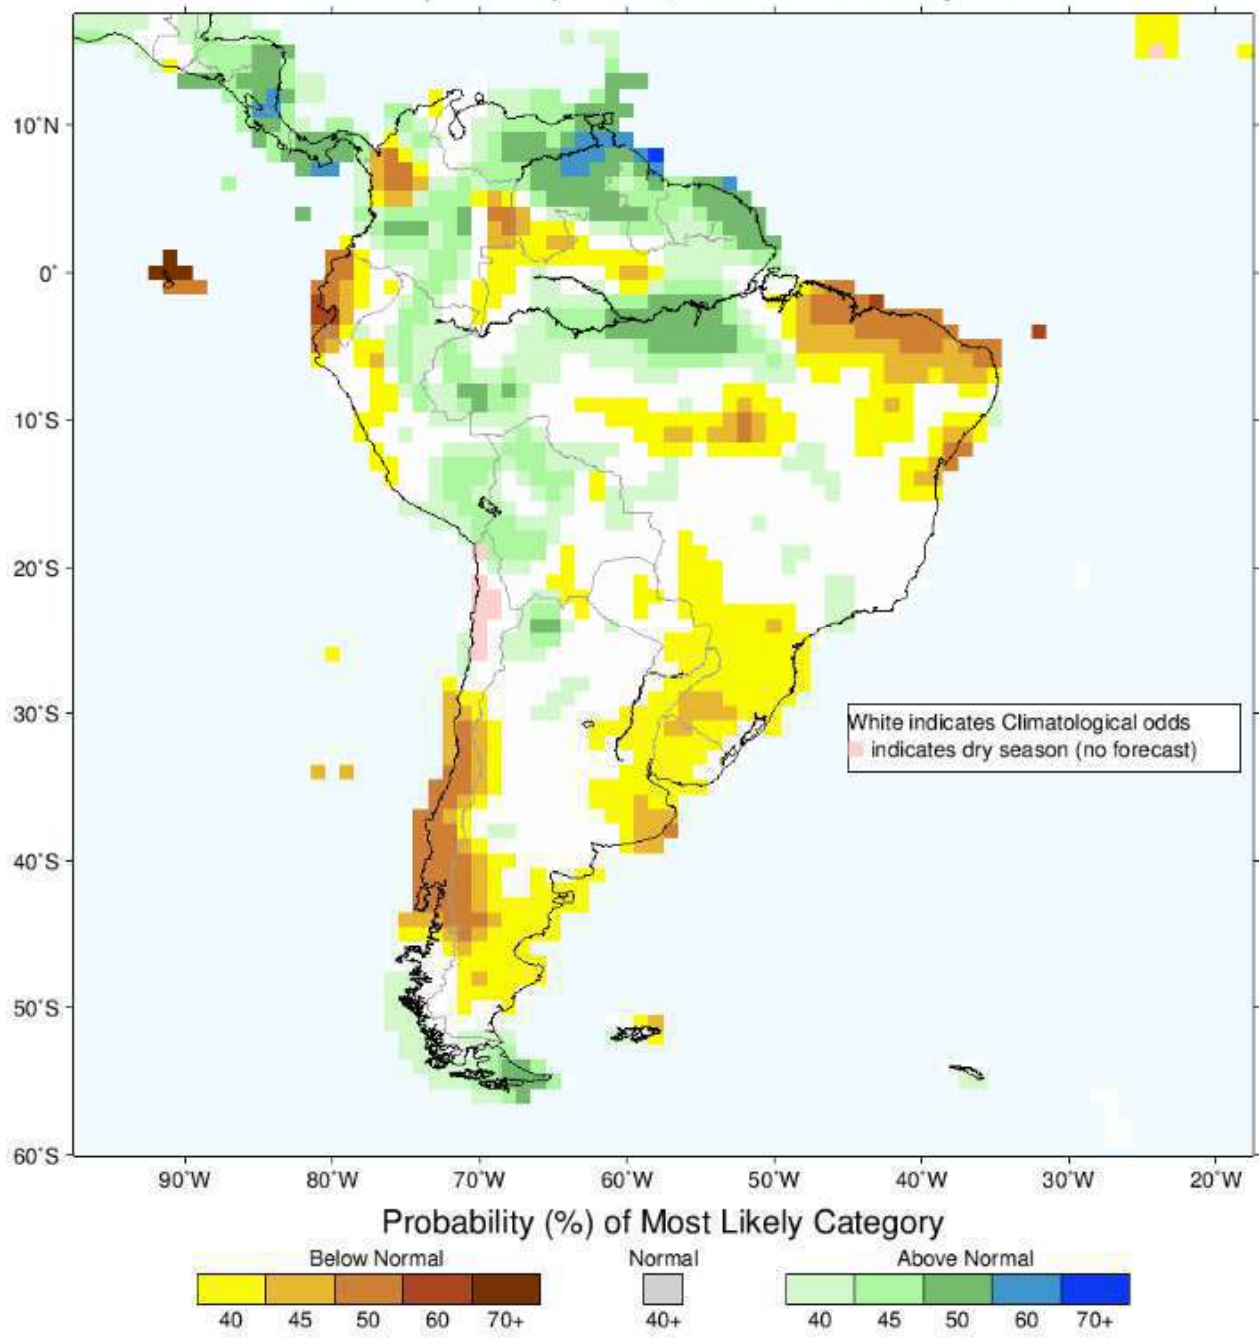 10°N
0°
10°S
20°S
30°S
40°S
50°S
60°S
White indicates Climatological odds
indicates dry season (no forecast)
90°W 80°W 70°W 60°W 50°W 40°W 30°W 20°W
Probability (%) of Most Likely Category
Below Normal Normal Above Normal
40 45 50 60 70+ 40+ 40 45 50 60 70+